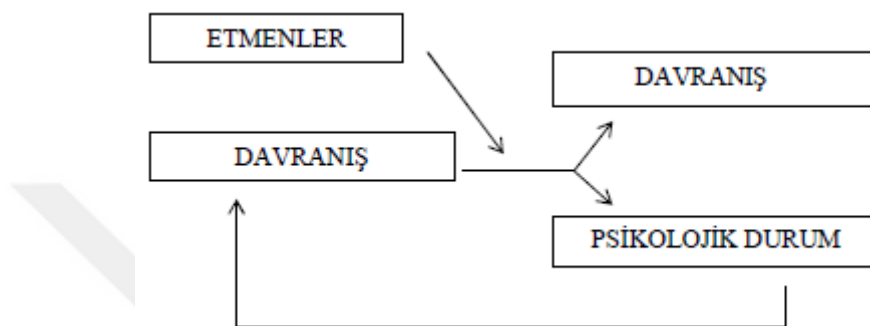 ETMENLER
DAVRANIŞ
DAVRANIŞ
PSİKOLOJİK DURUM